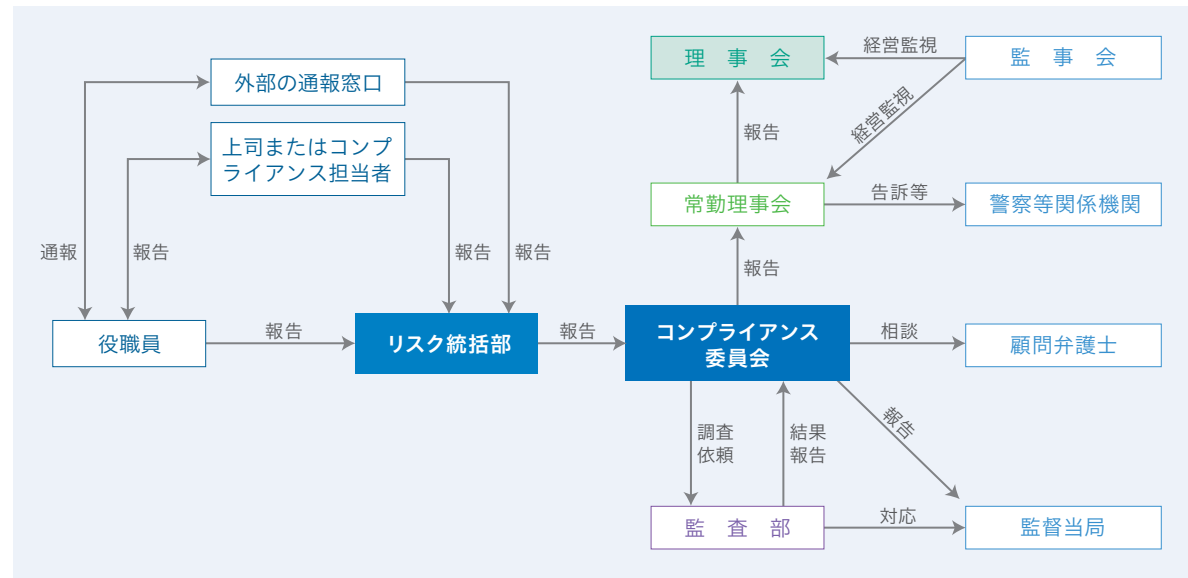 理　事　会
経営監視
監　事　会
外部の通報窓口
経営監視
報告
上司またはコンプ
ライアンス担当者
常勤理事会
告訴等
警察等関係機関
通報
報告
報告
報告
報告
役職員
報告
リスク統括部
報告
コンプライアンス
委員会
相談
顧問弁護士
調査
依頼
結果
報告
報告
監　査　部
対応
監督当局